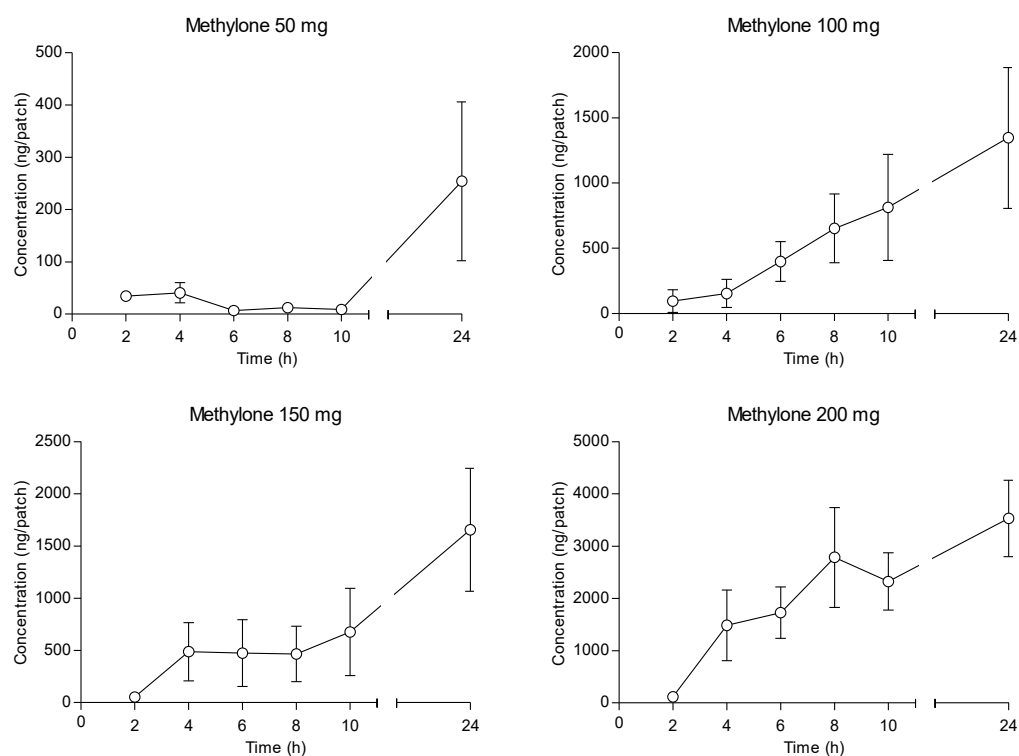 Methylone 50 mg
500
400
300
200
100
0
Concentration (ng/patch)
0 2 4 6 8 10 24
Time (h)
Methylone 100 mg
2000
1500
1000
500
0
Concentration (ng/patch)
0 2 4 6 8 10 24
Time (h)
Methylone 150 mg
2500
2000
1500
1000
500
0
Concentration (ng/patch)
0 2 4 6 8 10 24
Time (h)
Methylone 200 mg
5000
4000
3000
2000
1000
0
Concentration (ng/patch)
0 2 4 6 8 10 24
Time (h)